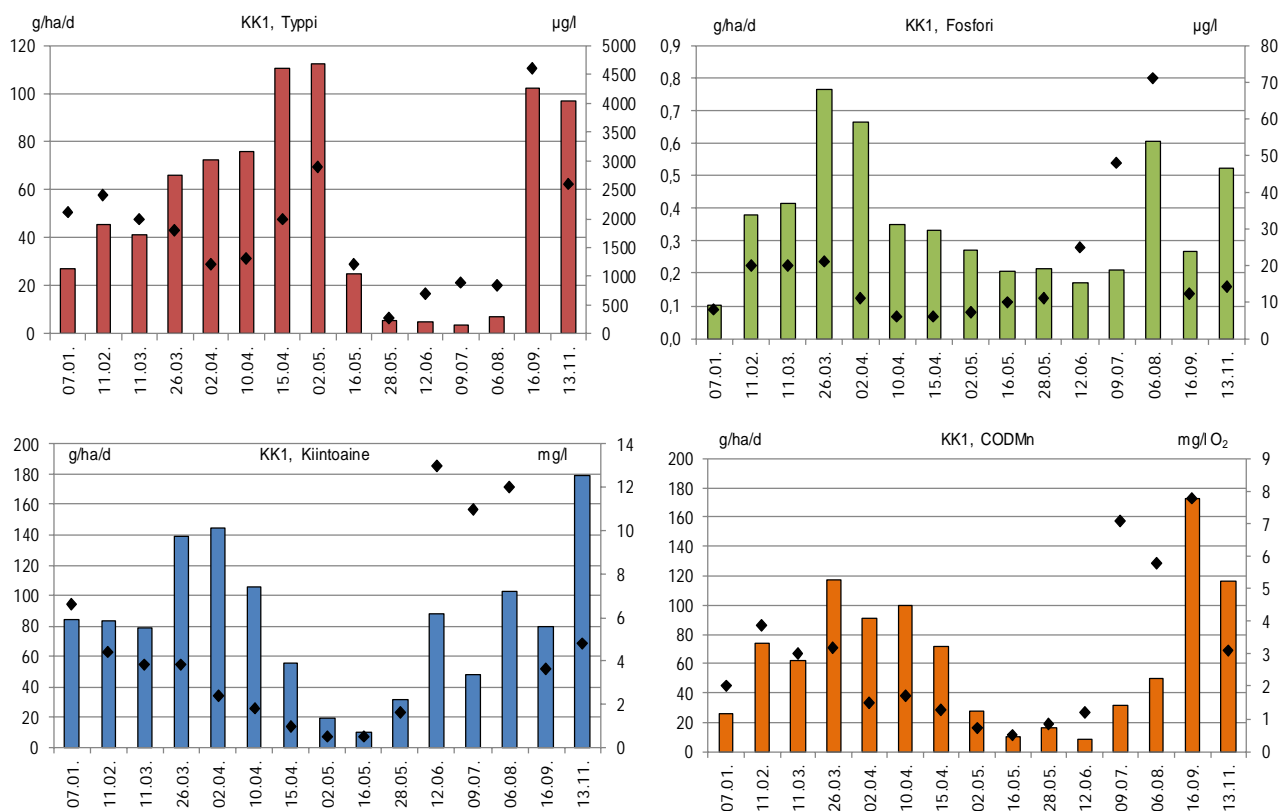 g/ha/d KK1, Typpi µg/l
120 100 80 60 40 20 0
5000 4500 4000 3500 3000 2500 2000 1500 1000 500 0
07.01. 11.02. 11.03. 26.03. 02.04. 10.04. 15.04. 02.05. 16.05. 28.05. 12.06. 09.07. 06.08. 16.09. 13.11.
g/ha/d KK1, Fosfori µg/l
0,9 0,8 0,7 0,6 0,5 0,4 0,3 0,2 0,1 0,0
80 70 60 50 40 30 20 10 0
07.01. 11.02. 11.03. 26.03. 02.04. 10.04. 15.04. 02.05. 16.05. 28.05. 12.06. 09.07. 06.08. 16.09. 13.11.
g/ha/d KK1, Kiintoaine mg/l
200 180 160 140 120 100 80 60 40 20 0
14 12 10 8 6 4 2 0
07.01. 11.02. 11.03. 26.03. 02.04. 10.04. 15.04. 02.05. 16.05. 28.05. 12.06. 09.07. 06.08. 16.09. 13.11.
g/ha/d KK1, CODMn mg/l O₂
200 180 160 140 120 100 80 60 40 20 0
9 8 7 6 5 4 3 2 1 0
07.01. 11.02. 11.03. 26.03. 02.04. 10.04. 15.04. 02.05. 16.05. 28.05. 12.06. 09.07. 06.08. 16.09. 13.11.